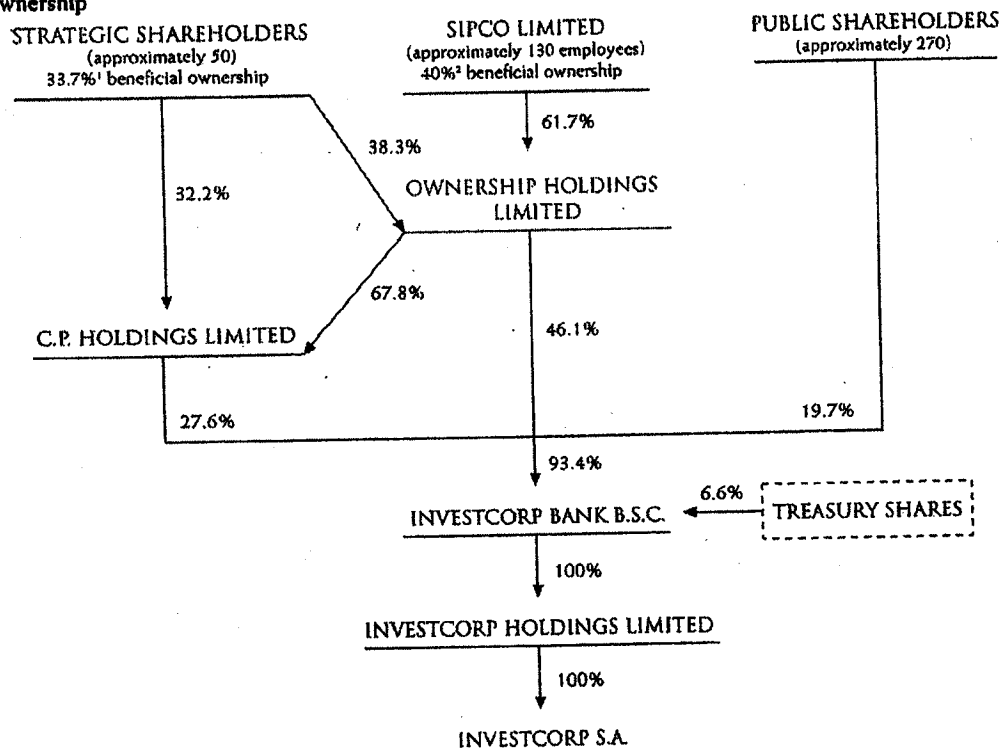 wnership
STRATEGIC SHAREHOLDERS
(approximately 50)
33.7%¹ beneficial ownership
SIPCO LIMITED
(approximately 130 employees)
40%² beneficial ownership
PUBLIC SHAREHOLDERS
(approximately 270)
61.7%
38.3%
32.2%
OWNERSHIP HOLDINGS
LIMITED
67.8%
46.1%
C.P. HOLDINGS LIMITED
27.6%
19.7%
93.4%
6.6%
TREASURY SHARES
INVESTCORP BANK B.S.C.
100%
INVESTCORP HOLDINGS LIMITED
100%
INVESTCORP S.A.